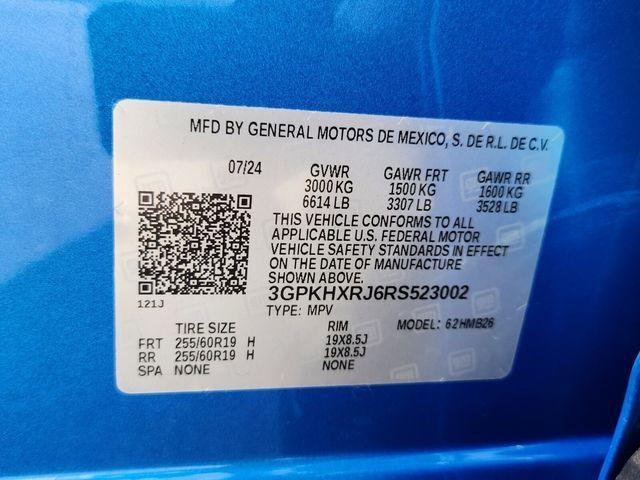 MFD BY GENERAL MOTORS DE MEXICO, S. DE R.L. DE C.V.
07/24 GVWR GAWR FRT GAWR RR
3000 KG 1500 KG 1600 KG
6614 LB 3307 LB 3528 LB
THIS VEHICLE CONFORMS TO ALL
APPLICABLE U.S. FEDERAL MOTOR
VEHICLE SAFETY STANDARDS IN EFFECT
ON THE DATE OF MANUFACTURE
SHOWN ABOVE.
3GPKHXRJ6RS523002
121J
TYPE: MPV MODEL: 62HMB26
TIRE SIZE RIM
FRT 255/60R19 H 19X8.5J
RR 255/60R19 H 19X8.5J
SPA NONE NONE